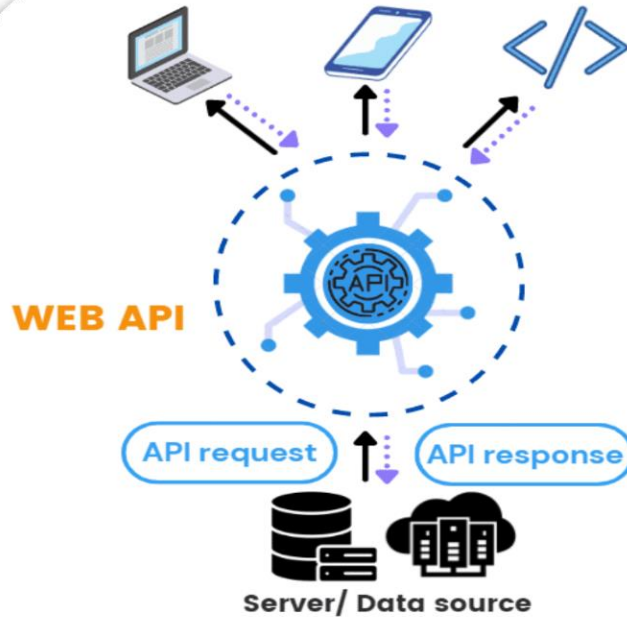 API
WEB API
API request
API response
Server/ Data source